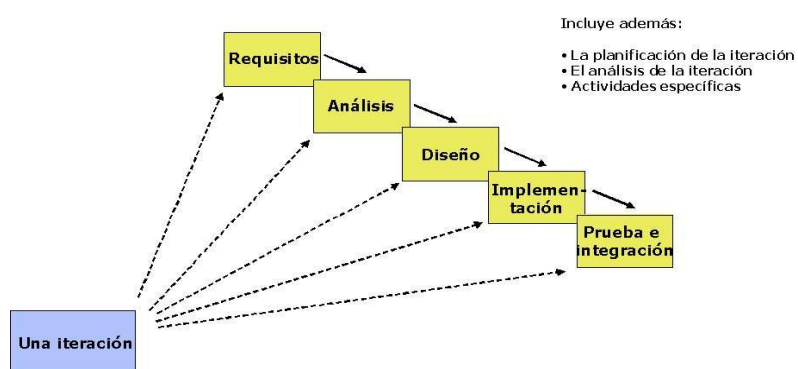 Incluye además:
• La planificación de la iteración
• El análisis de la iteración
• Actividades específicas
Requisitos
Análisis
Diseño
Implemen-
tación
Prueba e
integración
Una iteración